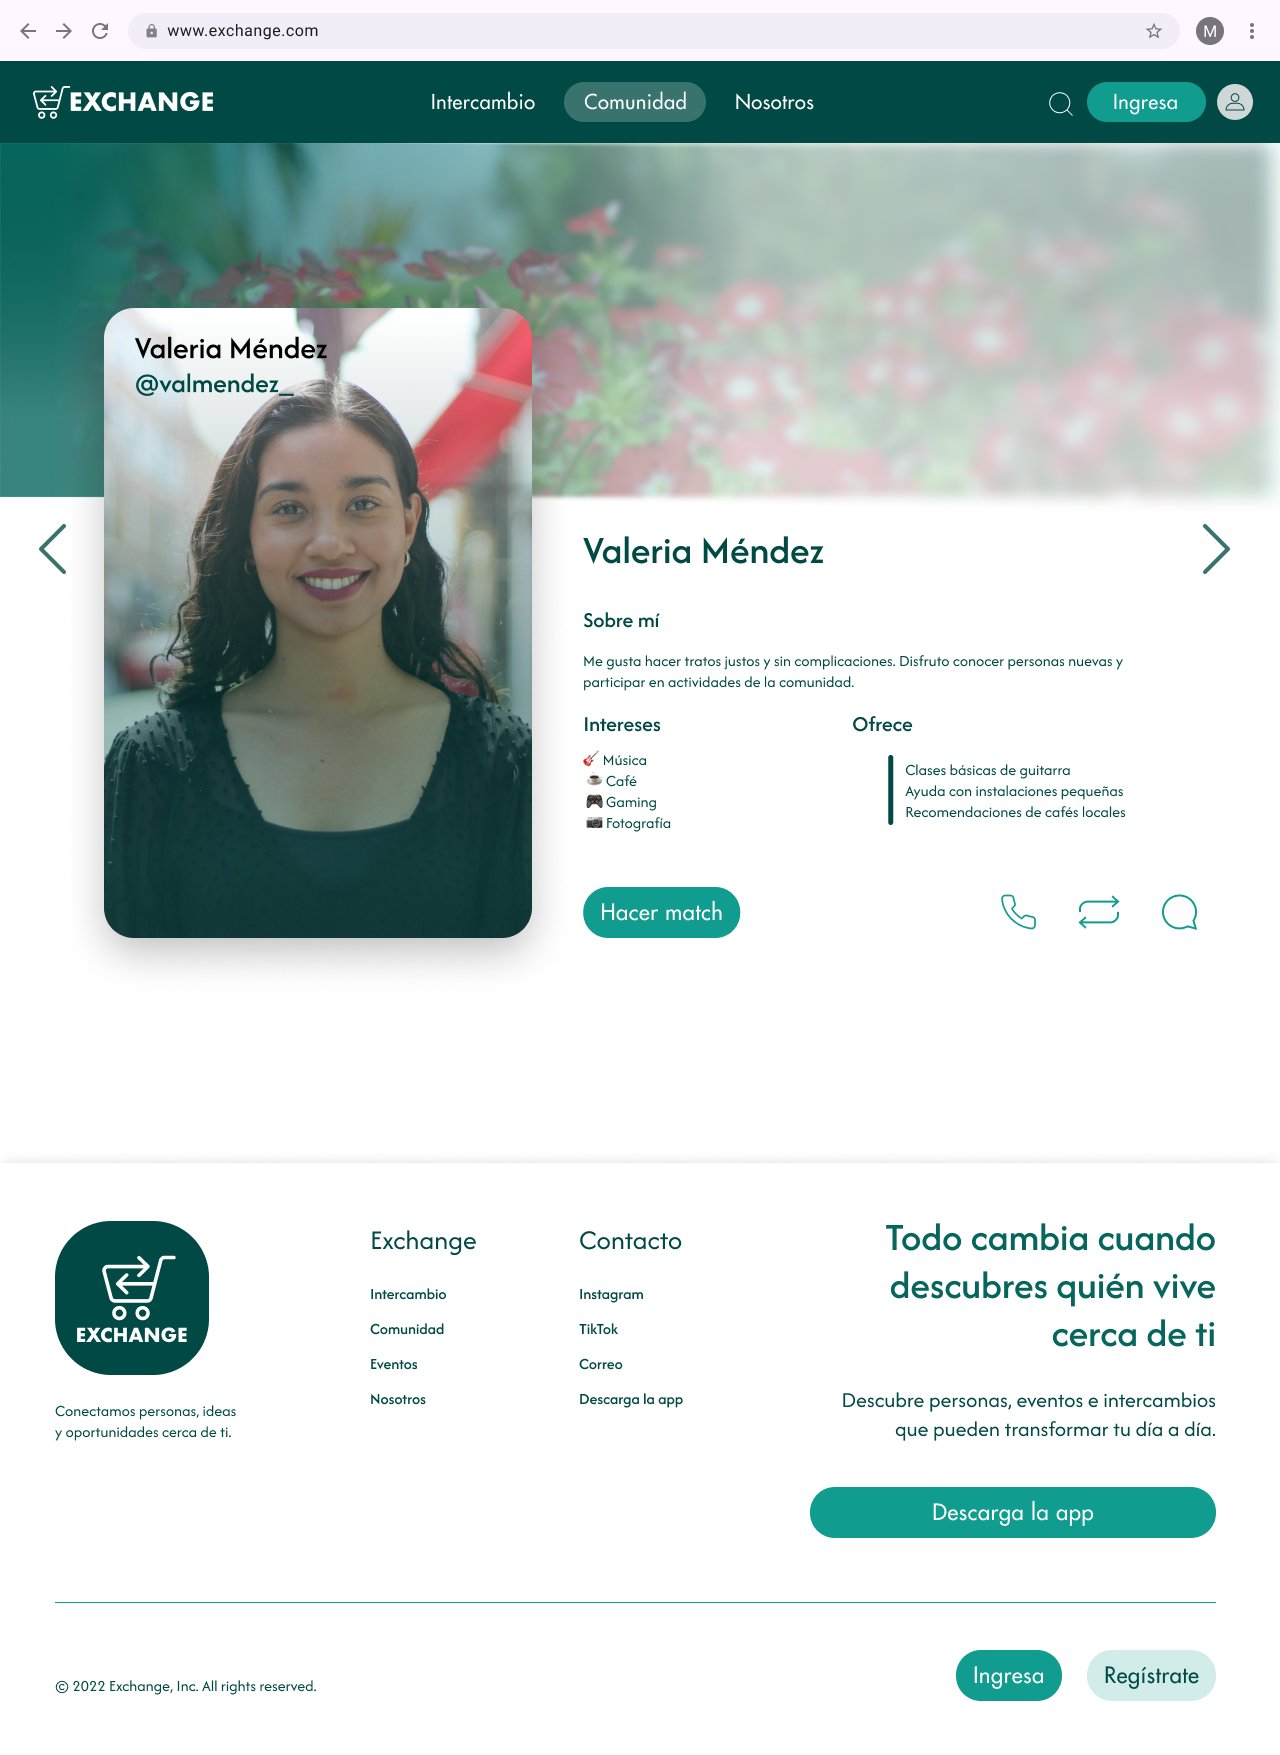 www.exchange.com
M
EXCHANGE
Intercambio
Comunidad
Nosotros
Ingresa
Valeria Méndez
@valmendez_
Valeria Méndez
Sobre mí
Me gusta hacer tratos justos y sin complicaciones. Disfruto conocer personas nuevas y
participar en actividades de la comunidad.
Intereses
🎸 Música
☕ Café
🎮 Gaming
📷 Fotografía
Ofrece
Clases básicas de guitarra
Ayuda con instalaciones pequeñas
Recomendaciones de cafés locales
Hacer match
EXCHANGE
Conectamos personas, ideas
y oportunidades cerca de ti.
Exchange
Intercambio
Comunidad
Eventos
Nosotros
Contacto
Instagram
TikTok
Correo
Descarga la app
Todo cambia cuando
descubres quién vive
cerca de ti
Descubre personas, eventos e intercambios
que pueden transformar tu día a día.
Descarga la app
© 2022 Exchange, Inc. All rights reserved.
Ingresa
Regístrate